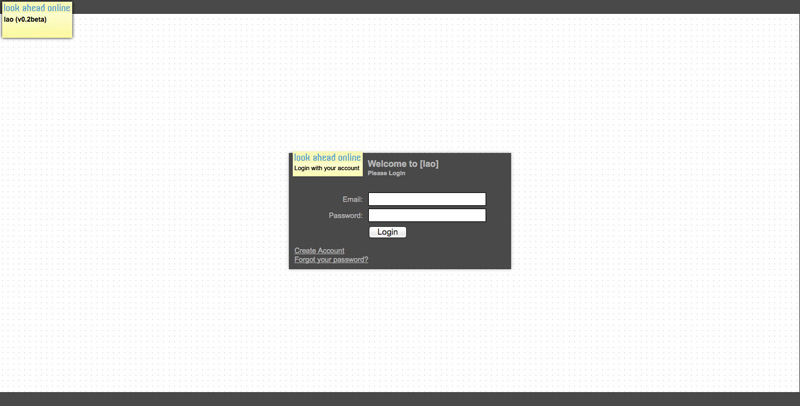 look ahead online
lao (v0.2beta)
look ahead online
Login with your account
Welcome to [lao]
Please Login
Email:
Password:
Login
Create Account
Forgot your password?